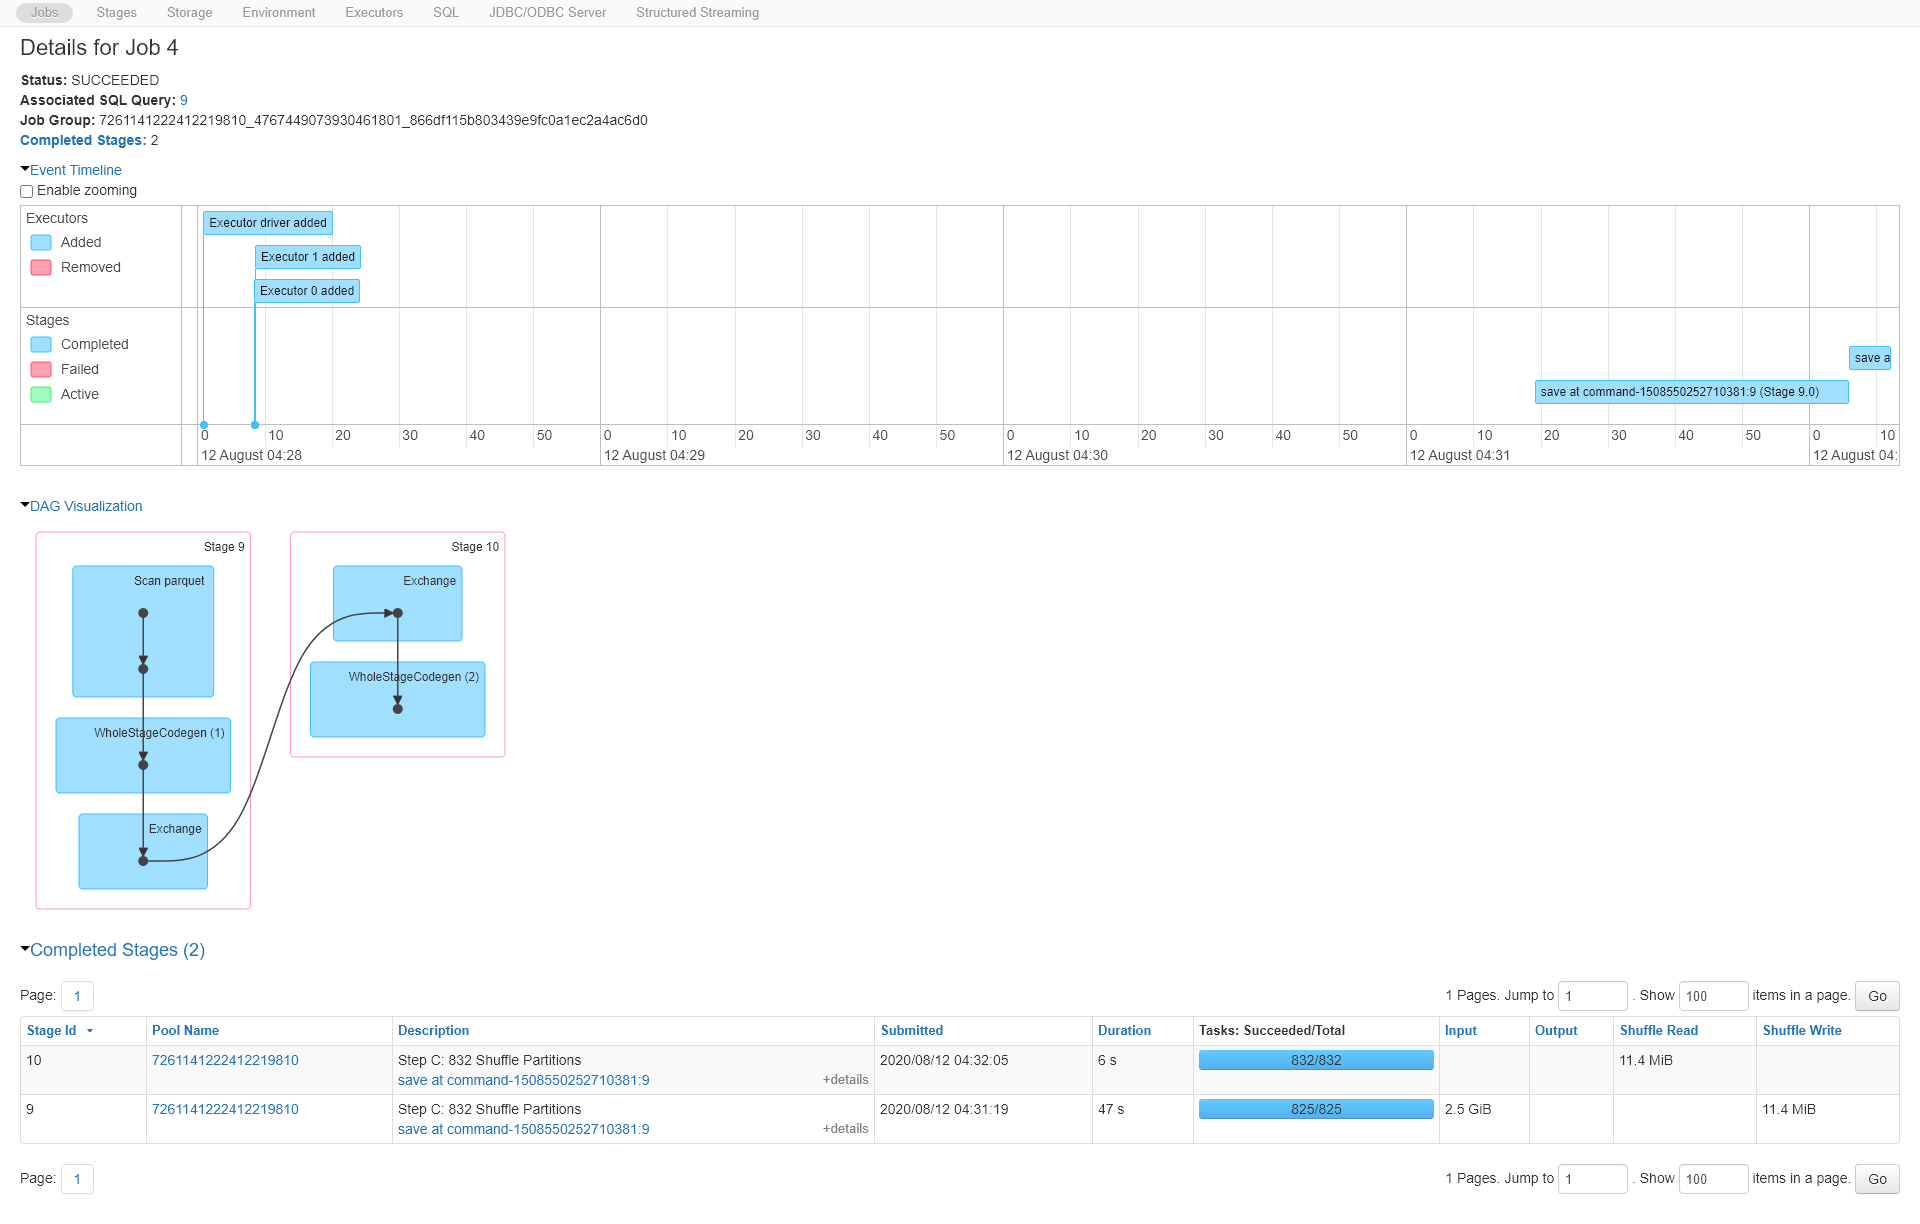 Jobs Stages Storage Environment Executors SQL JDBC/ODBC Server Structured Streaming
Details for Job 4
Status: SUCCEEDED
Associated SQL Query: 9
Job Group: 7261141222412219810_4767449073930461801_866df115b803439e9fc0a1ec2a4ac6d0
Completed Stages: 2
Event Timeline
Enable zooming
Executors
Added
Removed
Executor driver added
Executor 1 added
Executor 0 added
Stages
Completed
Failed
Active
save a
save at command-1508550252710381:9 (Stage 9.0)
0 10 20 30 40 50 0 10 20 30 40 50 0 10 20 30 40 50 0 10 20 30 40 50 0 10
12 August 04:28 12 August 04:29 12 August 04:30 12 August 04:31 12 August 04:
DAG Visualization
Stage 9
Scan parquet
WholeStageCodegen (1)
Exchange
Stage 10
Exchange
WholeStageCodegen (2)
Completed Stages (2)
Page: 1 1 Pages. Jump to 1 . Show 100 items in a page. Go
Stage Id Pool Name Description Submitted Duration Tasks: Succeeded/Total Input Output Shuffle Read Shuffle Write
10 7261141222412219810 Step C: 832 Shuffle Partitions 2020/08/12 04:32:05 6 s 832/832 11.4 MiB
save at command-1508550252710381:9 +details
9 7261141222412219810 Step C: 832 Shuffle Partitions 2020/08/12 04:31:19 47 s 825/825 2.5 GiB 11.4 MiB
save at command-1508550252710381:9 +details
Page: 1 1 Pages. Jump to 1 . Show 100 items in a page. Go